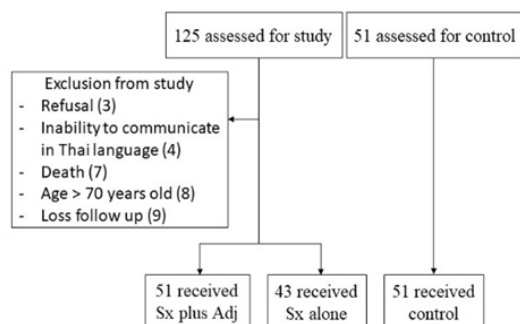 125 assessed for study
51 assessed for control
Exclusion from study
- Refusal (3)
- Inability to communicate
in Thai language (4)
- Death (7)
- Age > 70 years old (8)
- Loss follow up (9)
51 received
Sx plus Adj
43 received
Sx alone
51 received
control